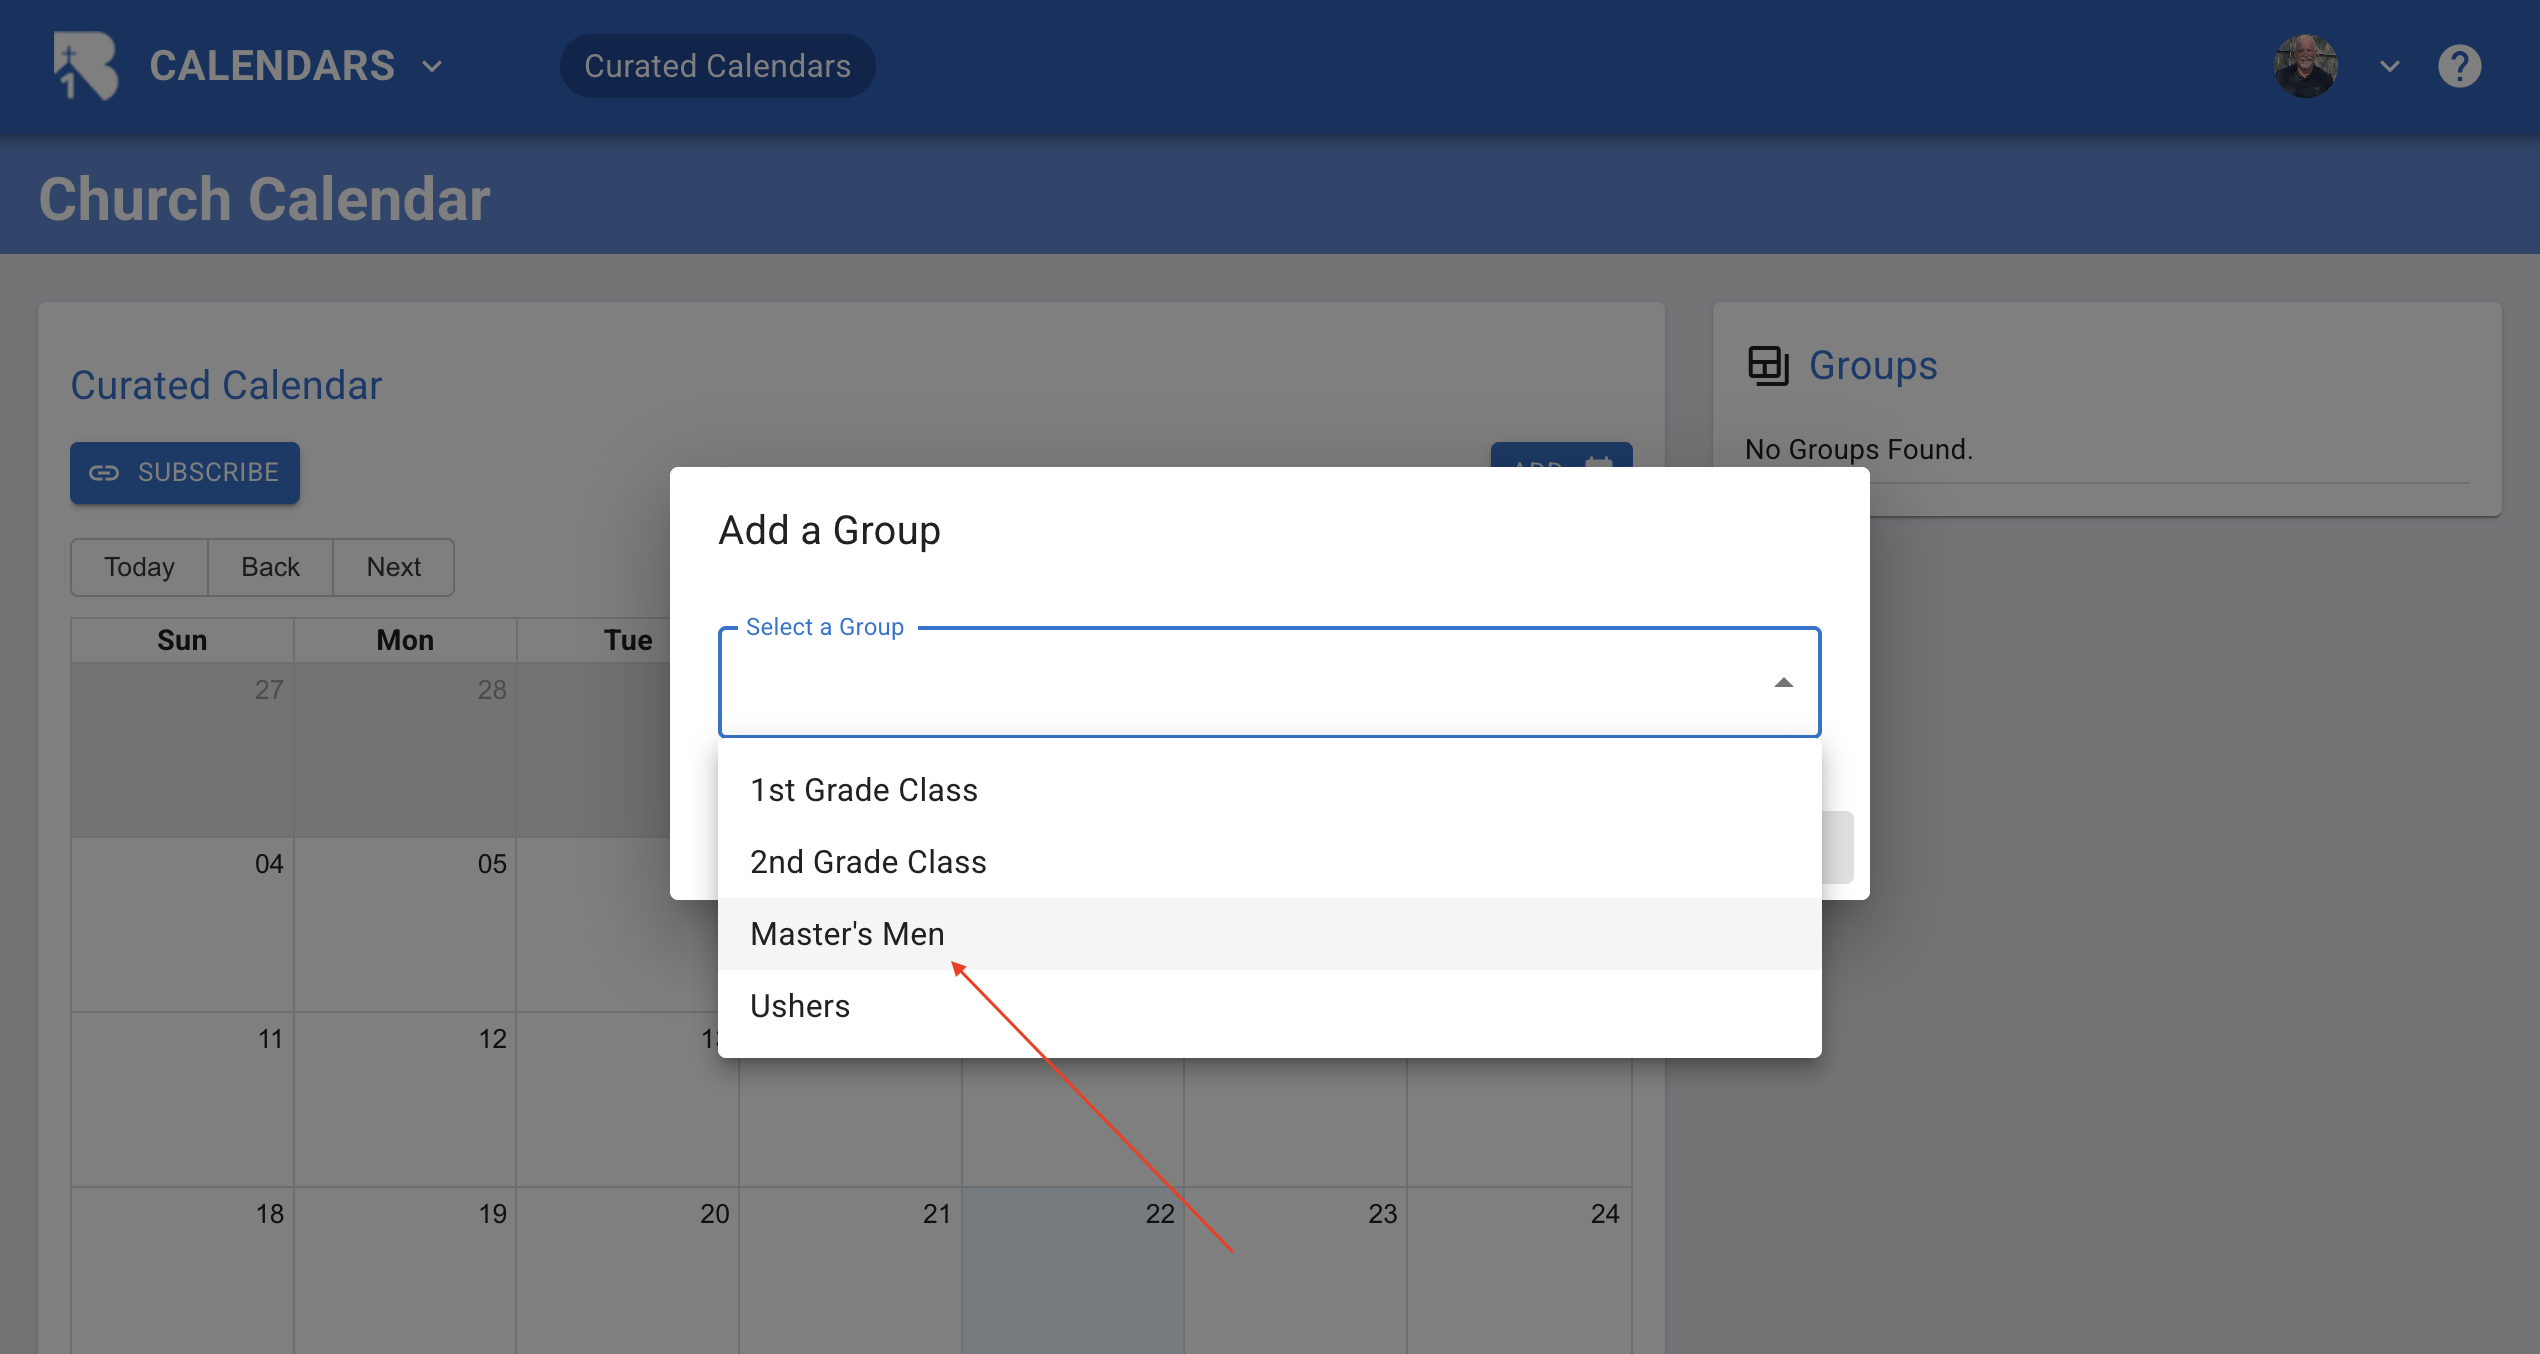 1
CALENDARS
Curated Calendars
?
Church Calendar
Curated Calendar
SUBSCRIBE
ADD
Groups
No Groups Found.
Today Back Next
Add a Group
Select a Group
1st Grade Class
2nd Grade Class
Master's Men
Ushers
Sun Mon Tue
27 28
04 05
11 12
18 19 20 21 22 23 24